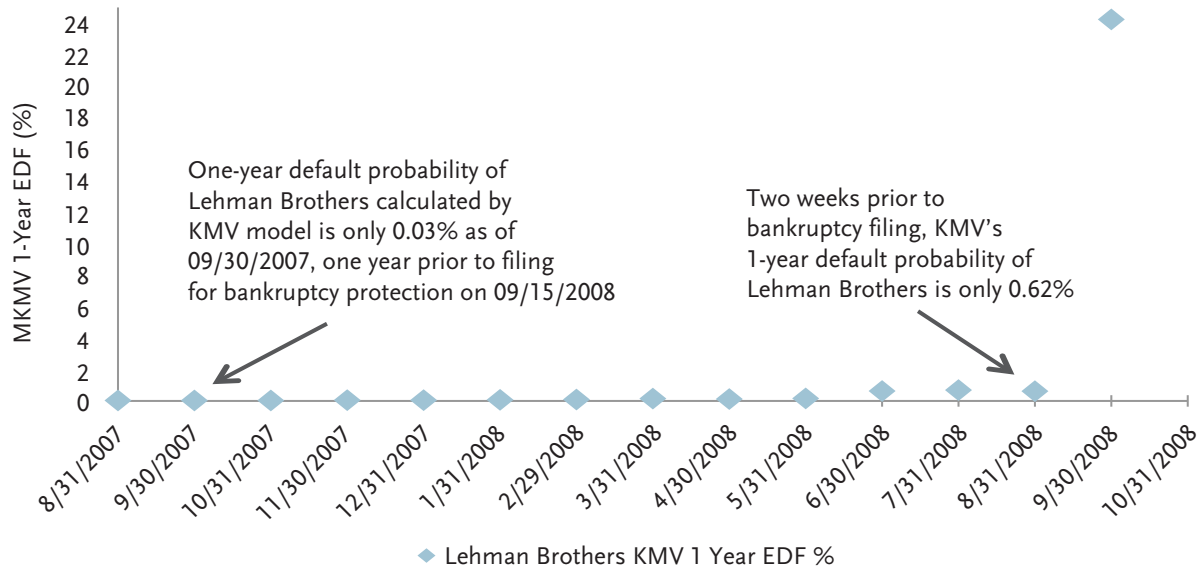 MKMV 1-Year EDF (%)
24
22
20
18
16
14
12
10
8
6
4
2
0
One-year default probability of
Lehman Brothers calculated by
KMV model is only 0.03% as of
09/30/2007, one year prior to filing
for bankruptcy protection on 09/15/2008
Two weeks prior to
bankruptcy filing, KMV's
1-year default probability of
Lehman Brothers is only 0.62%
8/31/2007
9/30/2007
10/31/2007
11/30/2007
12/31/2007
1/31/2008
2/29/2008
3/31/2008
4/30/2008
5/31/2008
6/30/2008
7/31/2008
8/31/2008
9/30/2008
10/31/2008
Lehman Brothers KMV 1 Year EDF %